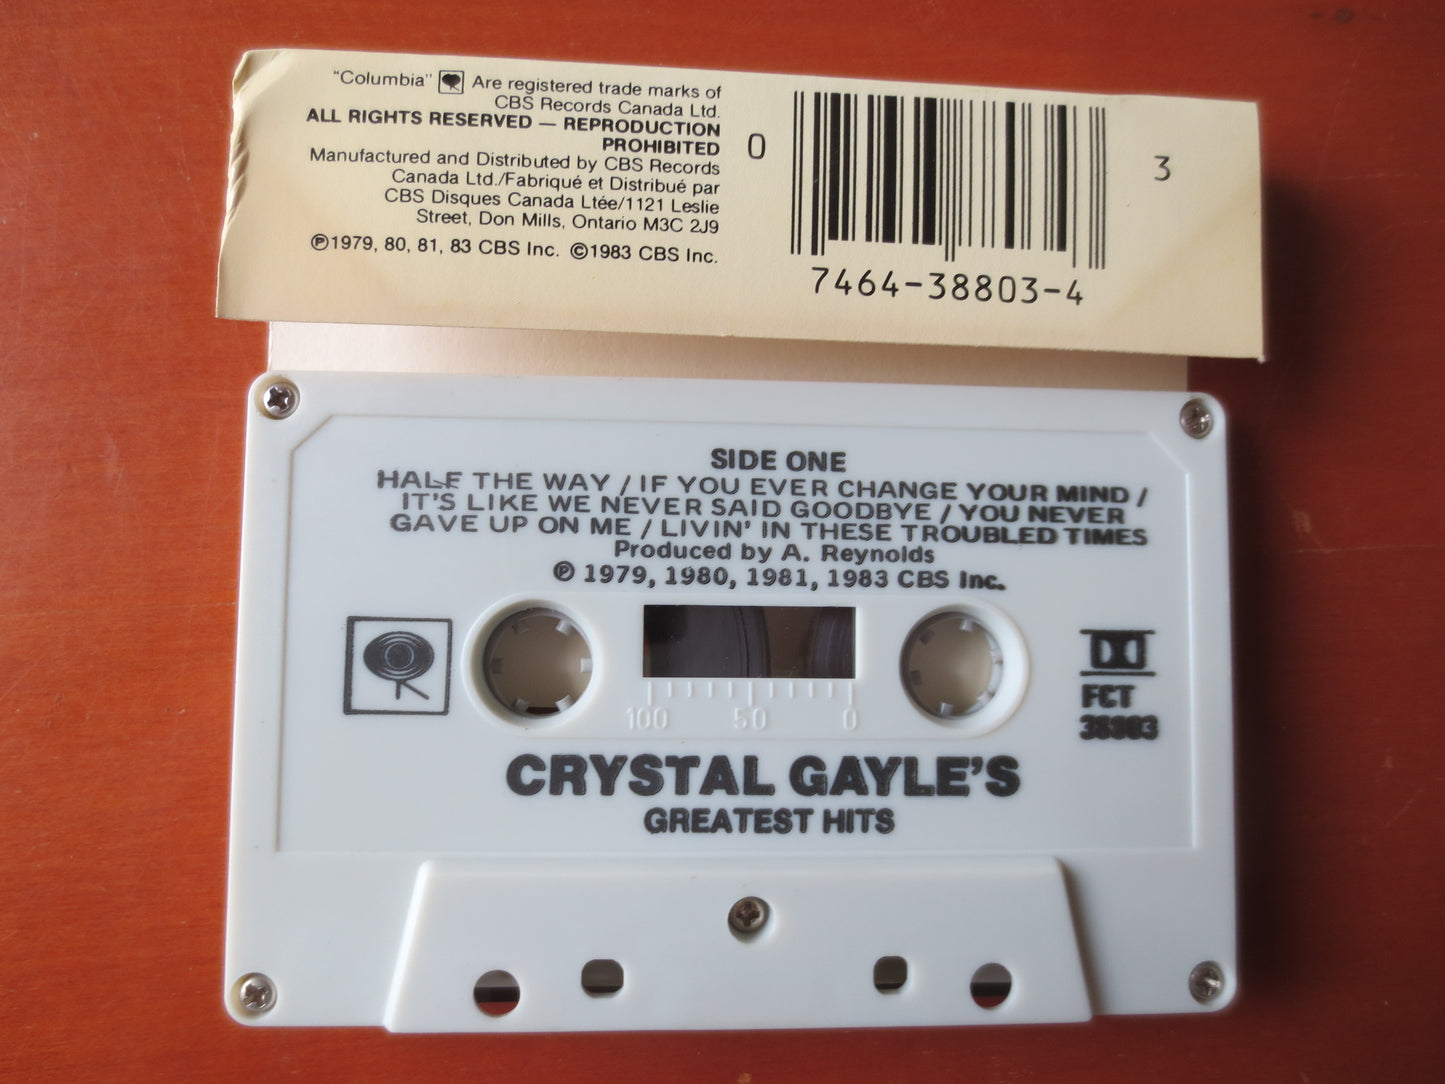 "Columbia" Are registered trade marks of
CBS Records Canada Ltd.
ALL RIGHTS RESERVED — REPRODUCTION
PROHIBITED
Manufactured and Distributed by CBS Records
Canada Ltd./Fabriqué et Distribué par
CBS Disques Canada Ltée/1121 Leslie
Street, Don Mills, Ontario M3C 2J9
℗1979, 80, 81, 83 CBS Inc. ©1983 CBS Inc.
0
3
7464-38803-4
SIDE ONE
HALF THE WAY / IF YOU EVER CHANGE YOUR MIND /
IT'S LIKE WE NEVER SAID GOODBYE / YOU NEVER
GAVE UP ON ME / LIVIN' IN THESE TROUBLED TIMES
Produced by A. Reynolds
℗ 1979, 1980, 1981, 1983 CBS Inc.
100 50 0
FCT
38803
CRYSTAL GAYLE'S
GREATEST HITS